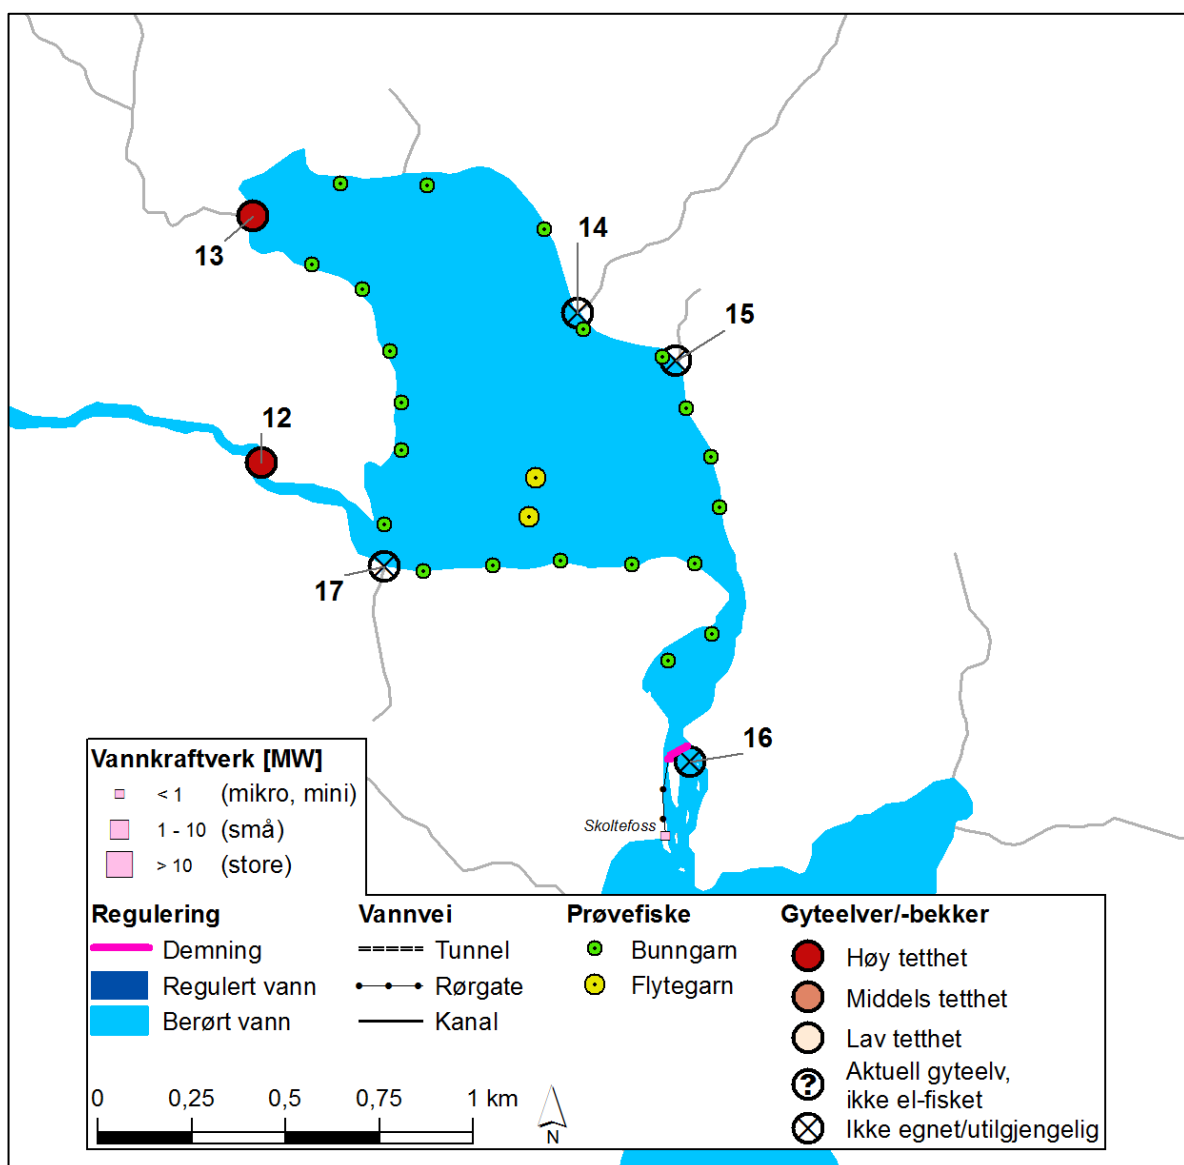 13
14
15
12
17
16
Skoltefoss
Vannkraftverk [MW]
< 1 (mikro, mini)
1 - 10 (små)
> 10 (store)
Regulering
Demning
Regulert vann
Berørt vann
Vannvei
Tunnel
Rørgate
Kanal
Prøvefiske
Bunngarn
Flytegarn
Gyteelver/-bekker
Høy tetthet
Middels tetthet
Lav tetthet
?
Aktuell gyteelv,
ikke el-fisket
Ikke egnet/utilgjengelig
0 0,25 0,5 0,75 1 km
N